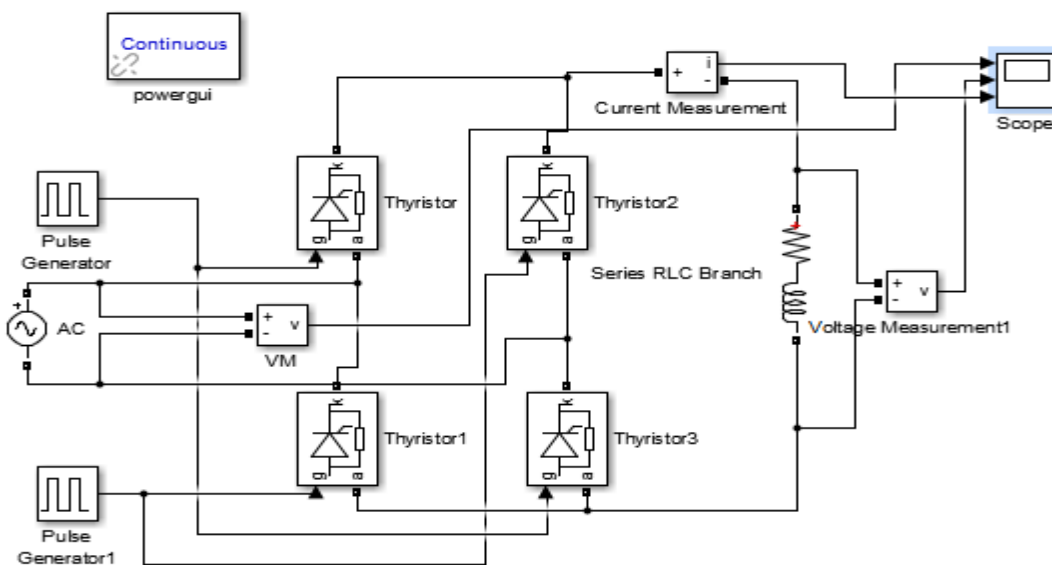 Continuous
powergui
+
i
-
Current Measurement
Scope
k
g
a
Thyristor
k
g
a
Thyristor2
Pulse
Generator
Series RLC Branch
+
AC
+
-
v
VM
+
-
v
Voltage Measurement1
k
g
a
Thyristor1
k
g
a
Thyristor3
Pulse
Generator1